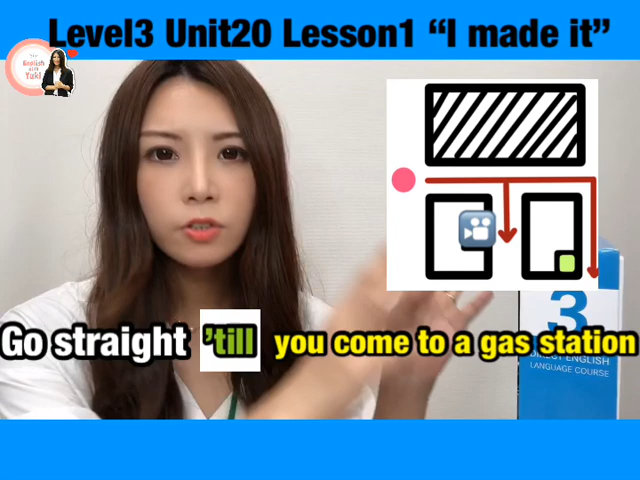 Level3 Unit20 Lesson1 “I made it”
English
with
Yuki
Go straight ’till you come to a gas station
3
DIRECT ENGLISH
LANGUAGE COURSE